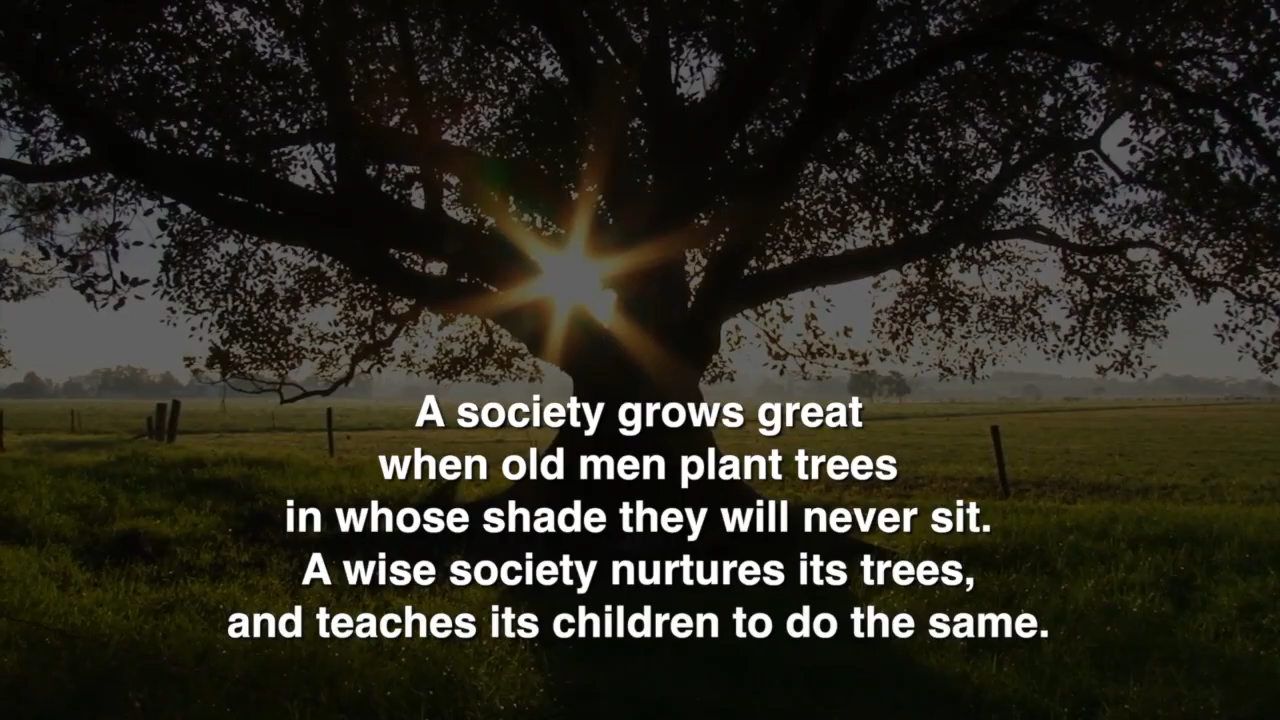 A society grows great
when old men plant trees
in whose shade they will never sit.
A wise society nurtures its trees,
and teaches its children to do the same.